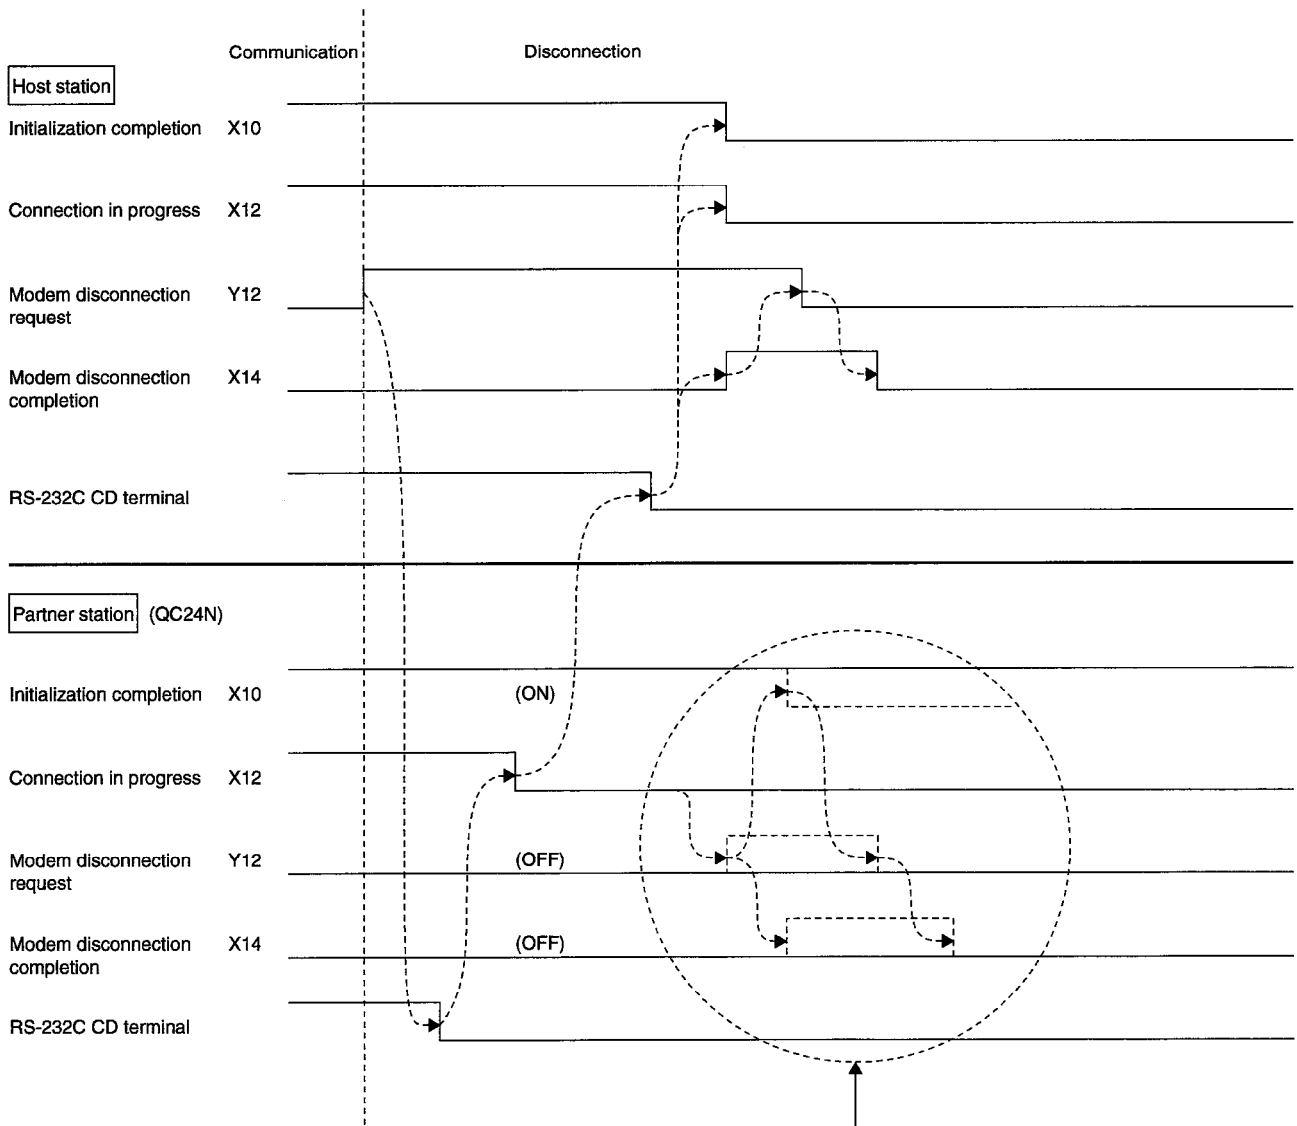 Communication Disconnection
Host station
Initialization completion X10
Connection in progress X12
Modem disconnection Y12
request
Modem disconnection X14
completion
RS-232C CD terminal
Partner station (QC24N)
Initialization completion X10 (ON)
Connection in progress X12
Modem disconnection Y12 (OFF)
request
Modem disconnection X14 (OFF)
completion
RS-232C CD terminal